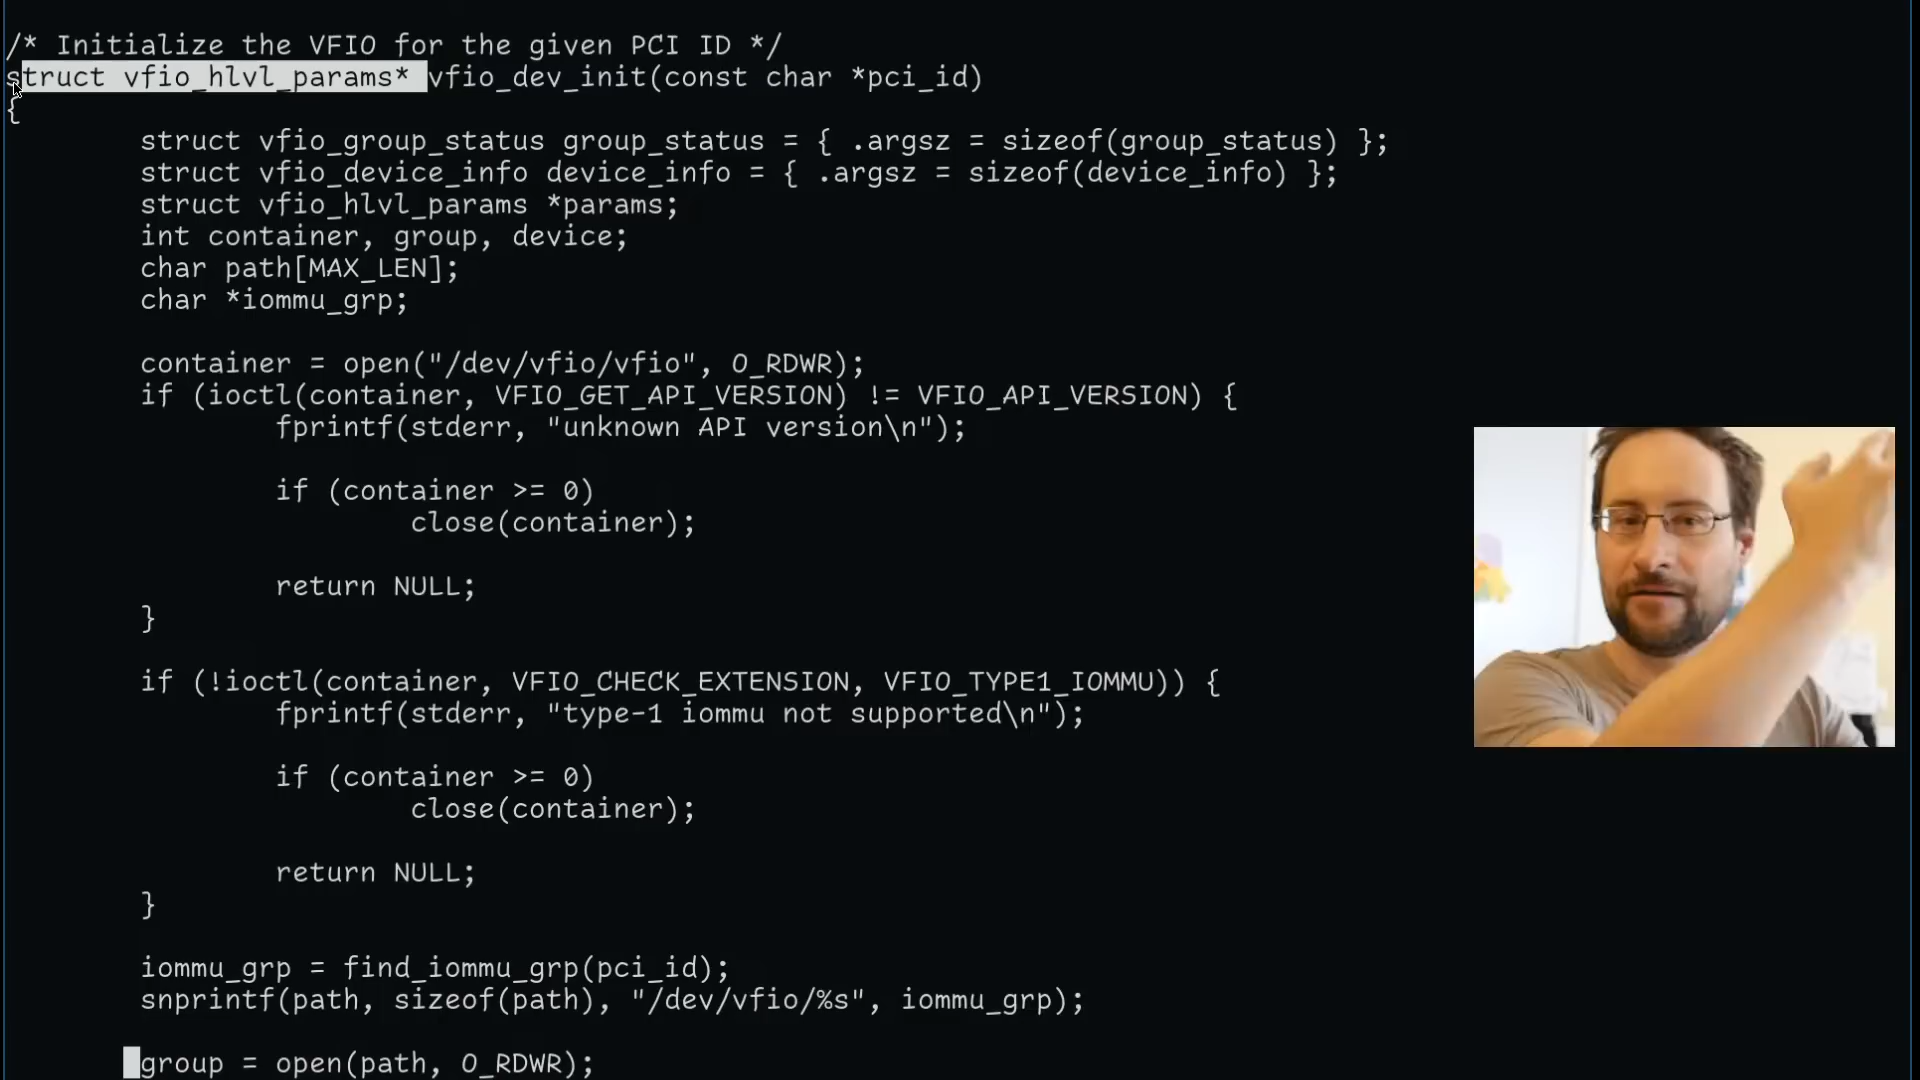 /* Initialize the VFIO for the given PCI ID */
struct vfio_hlvl_params* vfio_dev_init(const char *pci_id)
{
struct vfio_group_status group_status = { .argsz = sizeof(group_status) };
struct vfio_device_info device_info = { .argsz = sizeof(device_info) };
struct vfio_hlvl_params *params;
int container, group, device;
char path[MAX_LEN];
char *iommu_grp;
container = open("/dev/vfio/vfio", O_RDWR);
if (ioctl(container, VFIO_GET_API_VERSION) != VFIO_API_VERSION) {
fprintf(stderr, "unknown API version\n");
if (container >= 0)
close(container);
return NULL;
}
if (!ioctl(container, VFIO_CHECK_EXTENSION, VFIO_TYPE1_IOMMU)) {
fprintf(stderr, "type-1 iommu not supported\n");
if (container >= 0)
close(container);
return NULL;
}
iommu_grp = find_iommu_grp(pci_id);
snprintf(path, sizeof(path), "/dev/vfio/%s", iommu_grp);
group = open(path, O_RDWR);